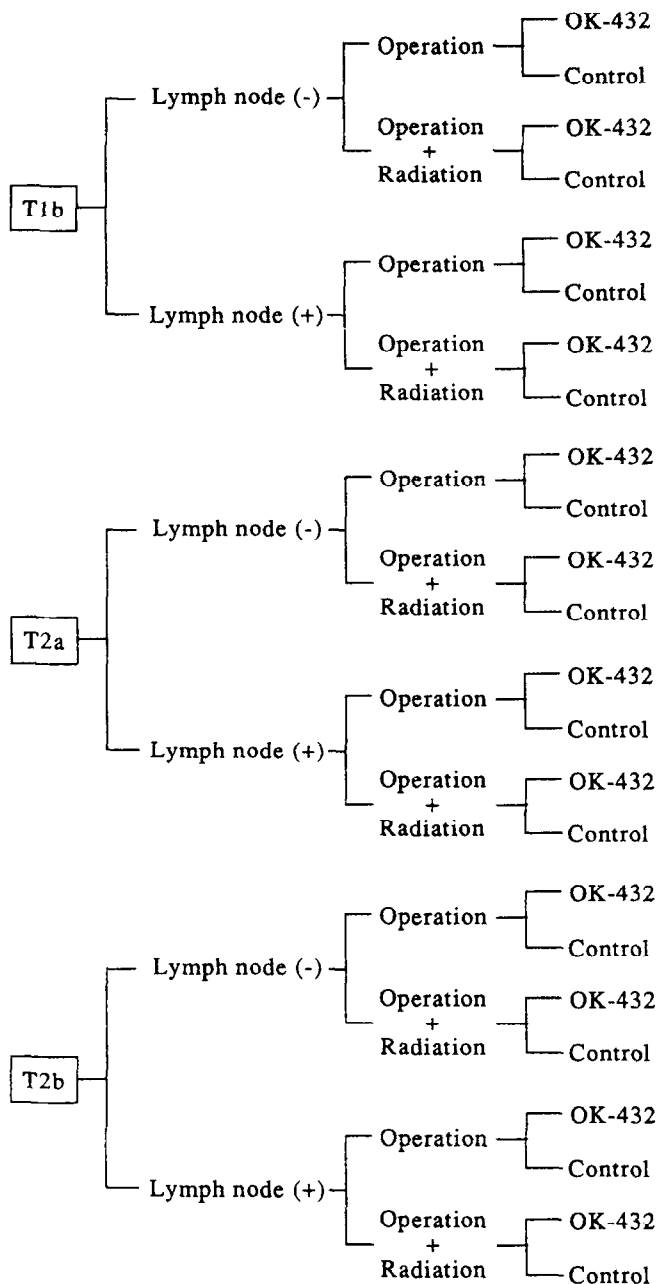 OK-432
Operation
Control
Lymph node (-)
Operation
+
Radiation
OK-432
Control
T1b
OK-432
Operation
Control
Lymph node (+)
Operation
+
Radiation
OK-432
Control
OK-432
Operation
Control
Lymph node (-)
Operation
+
Radiation
OK-432
Control
T2a
OK-432
Operation
Control
Lymph node (+)
Operation
+
Radiation
OK-432
Control
OK-432
Operation
Control
Lymph node (-)
Operation
+
Radiation
OK-432
Control
T2b
OK-432
Operation
Control
Lymph node (+)
Operation
+
Radiation
OK-432
Control